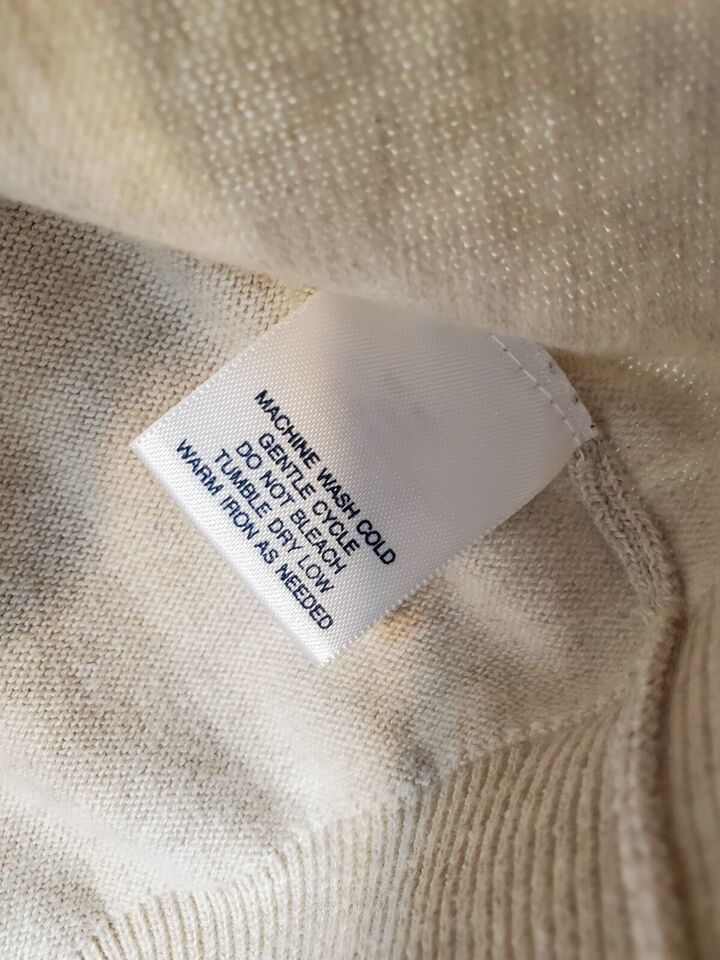 MACHINE WASH COLD
GENTLE CYCLE
DO NOT BLEACH
TUMBLE DRY LOW
WARM IRON AS NEEDED